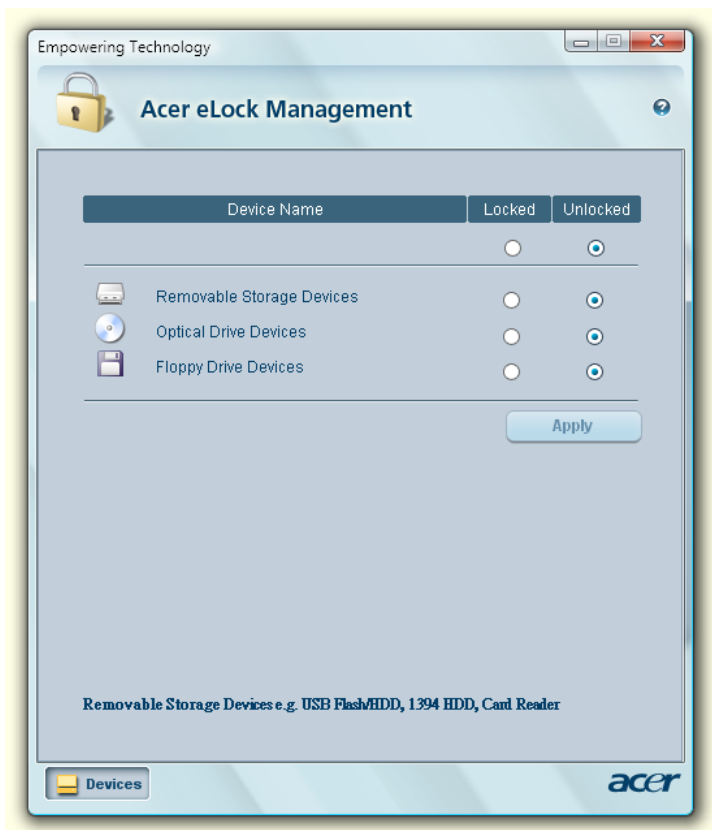 Empowering Technology
Acer eLock Management
Device Name Locked Unlocked
Removable Storage Devices
Optical Drive Devices
Floppy Drive Devices
Apply
Removable Storage Devices e.g. USB Flash/HDD, 1394 HDD, Card Reader
Devices
acer